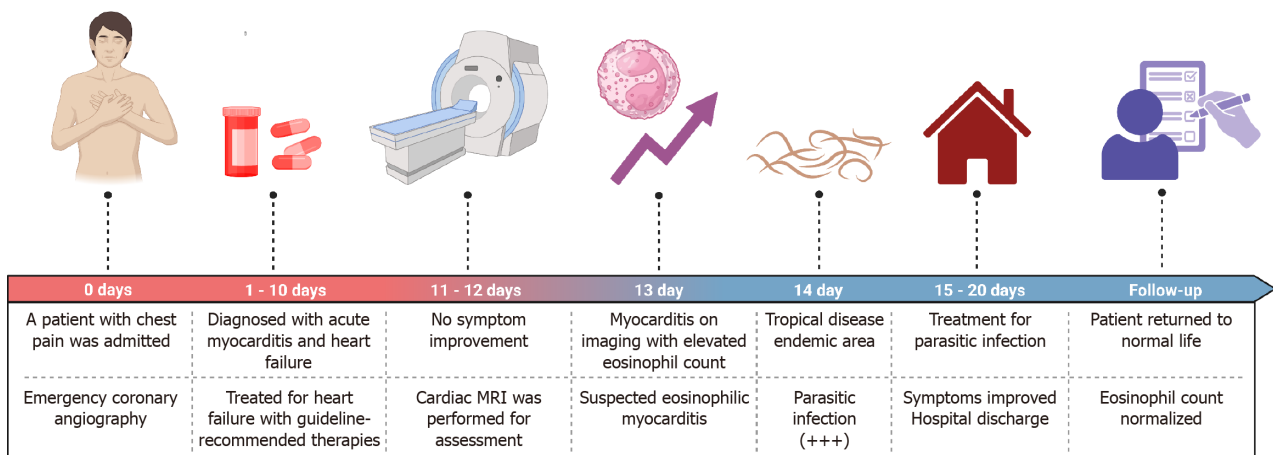 0 days
1 - 10 days
11 - 12 days
13 day
14 day
15 - 20 days
Follow-up
A patient with chest
pain was admitted
Diagnosed with acute
myocarditis and heart
failure
No symptom
improvement
Myocarditis on
imaging with elevated
eosinophil count
Tropical disease
endemic area
Treatment for
parasitic infection
Patient returned to
normal life
Emergency coronary
angiography
Treated for heart
failure with guideline-
recommended therapies
Cardiac MRI was
performed for
assessment
Suspected eosinophilic
myocarditis
Parasitic
infection
(+++)
Symptoms improved
Hospital discharge
Eosinophil count
normalized